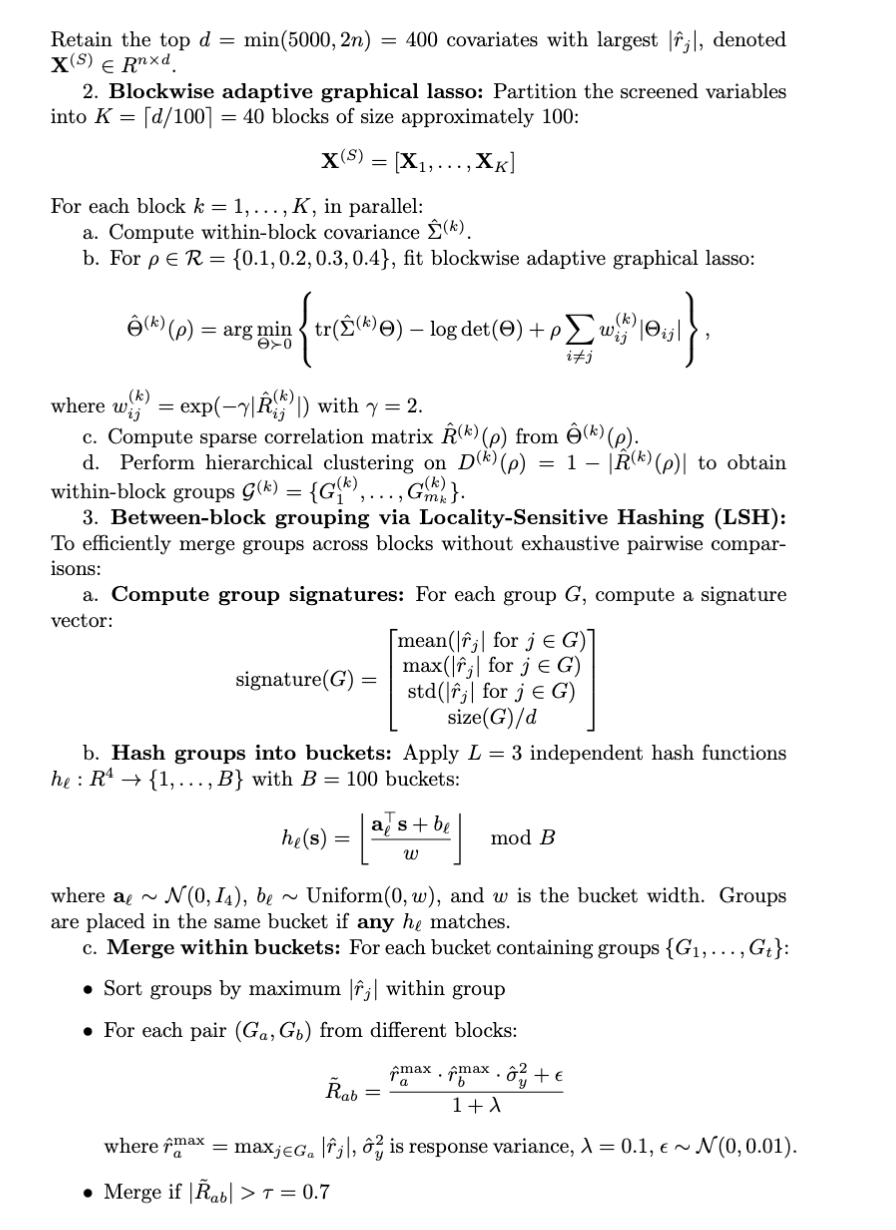 Retain the top d = min(5000, 2n) = 400 covariates with largest |r̂_j|, denoted
X^(S) ∈ R^{n×d}.
2. Blockwise adaptive graphical lasso: Partition the screened variables
into K = ⌈d/100⌉ = 40 blocks of size approximately 100:
X^(S) = [X_1, . . . , X_K]
For each block k = 1, . . . , K, in parallel:
a. Compute within-block covariance Σ̂^(k).
b. For ρ ∈ R = {0.1, 0.2, 0.3, 0.4}, fit blockwise adaptive graphical lasso:
Θ̂^(k)(ρ) = arg min_{Θ≻0} { tr(Σ̂^(k)Θ) − log det(Θ) + ρ ∑_{i≠j} w_{ij}^(k)|Θ_{ij}| } ,
where w_{ij}^(k) = exp(−γ|R̂_{ij}^(k)|) with γ = 2.
c. Compute sparse correlation matrix R̂^(k)(ρ) from Θ̂^(k)(ρ).
d. Perform hierarchical clustering on D^(k)(ρ) = 1 − |R̂^(k)(ρ)| to obtain
within-block groups G^(k) = {G_1^(k), . . . , G_{m_k}^(k)}.
3. Between-block grouping via Locality-Sensitive Hashing (LSH):
To efficiently merge groups across blocks without exhaustive pairwise compar-
isons:
a. Compute group signatures: For each group G, compute a signature
vector:
signature(G) = [mean(|r̂_j| for j ∈ G)
max(|r̂_j| for j ∈ G)
std(|r̂_j| for j ∈ G)
size(G)/d]
b. Hash groups into buckets: Apply L = 3 independent hash functions
h_ℓ : R^4 → {1, . . . , B} with B = 100 buckets:
h_ℓ(s) = ⌊(a_ℓ^⊤ s + b_ℓ)/w⌋ mod B
where a_ℓ ∼ N(0, I_4), b_ℓ ∼ Uniform(0, w), and w is the bucket width. Groups
are placed in the same bucket if any h_ℓ matches.
c. Merge within buckets: For each bucket containing groups {G_1, . . . , G_t}:
• Sort groups by maximum |r̂_j| within group
• For each pair (G_a, G_b) from different blocks:
R̃_{ab} = (r̂_a^max · r̂_b^max · σ̂_y^2 + ϵ)/(1 + λ)
where r̂_a^max = max_{j∈G_a} |r̂_j|, σ̂_y^2 is response variance, λ = 0.1, ϵ ∼ N(0, 0.01).
• Merge if |R̃_{ab}| > τ = 0.7